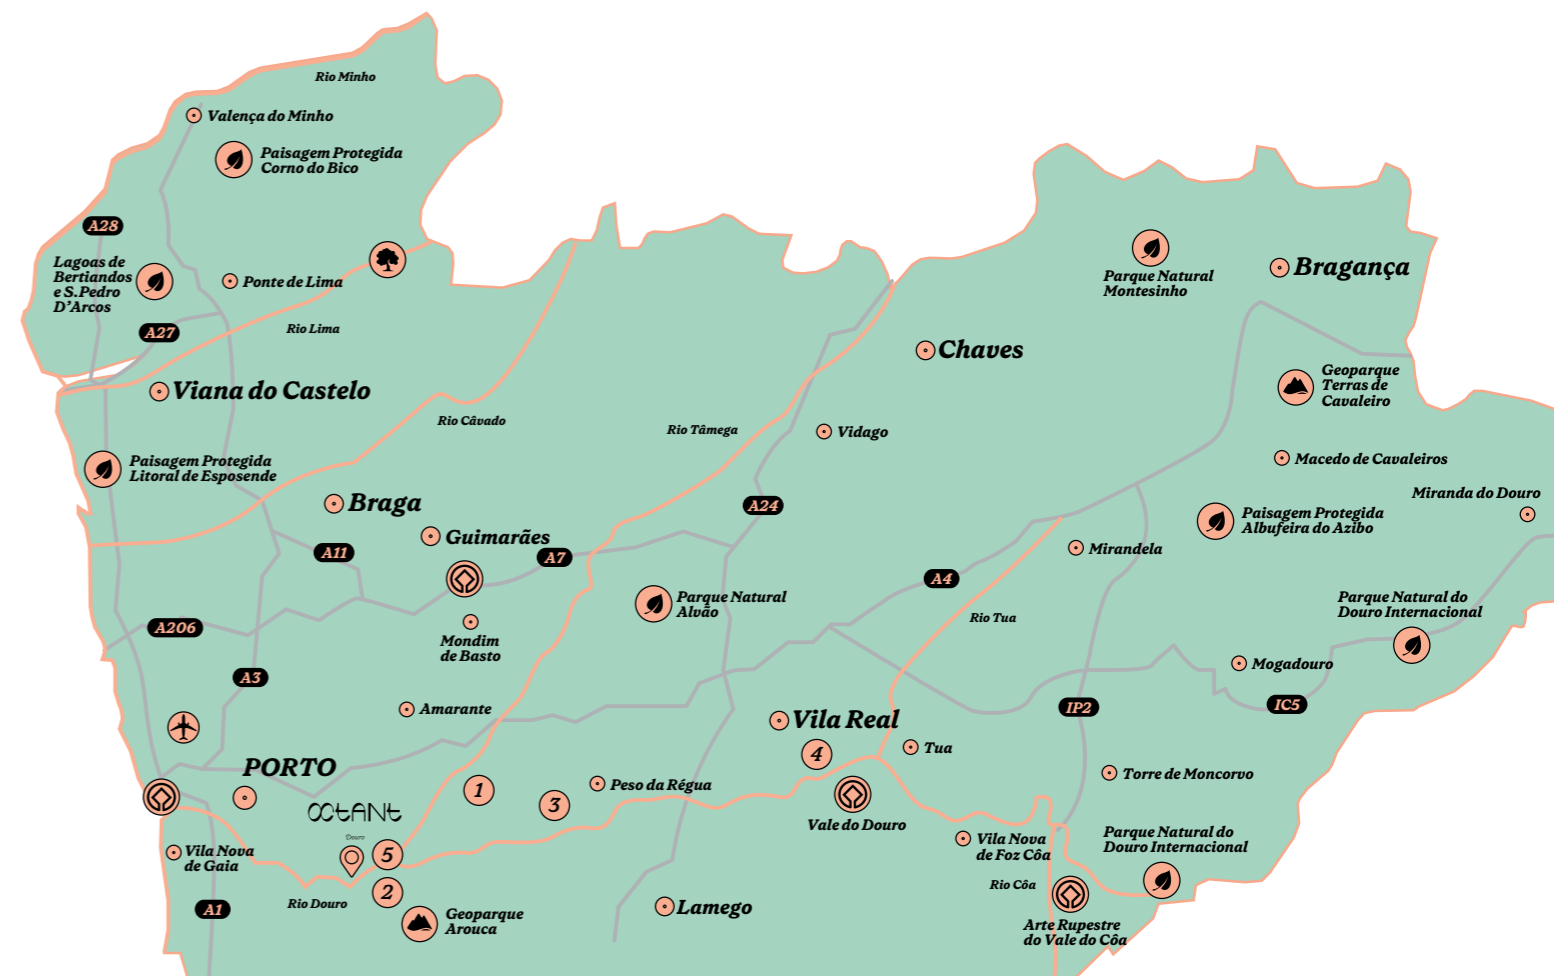 Rio Minho
Valença do Minho
Paisagem Protegida
Corno do Bico
A28
Lagoas de
Bertiandos
e S.Pedro
D'Arcos
Ponte de Lima
A27
Rio Lima
Viana do Castelo
Rio Câvado
Paisagem Protegida
Litoral de Esposende
Braga
Guimarães
A11
A7
A206
Mondim
de Basto
A3
Amarante
PORTO
OCTANT
Douro
Vila Nova
de Gaia
A1
Rio Douro
1
2
3
4
5
Geoparque
Arouca
Peso da Régua
Lamego
Rio Tâmega
Vidago
Chaves
A24
Parque Natural
Alvão
A4
Vila Real
Tua
Vale do Douro
Rio Tua
Mirandela
Parque Natural
Montesinho
Bragança
Geoparque
Terras de
Cavaleiro
Macedo de Cavaleiros
Miranda do Douro
Paisagem Protegida
Albufeira do Azibo
Parque Natural do
Douro Internacional
Mogadouro
IP2
IC5
Torre de Moncorvo
Vila Nova
de Foz Côa
Rio Côa
Parque Natural do
Douro Internacional
Arte Rupestre
do Vale do Côa